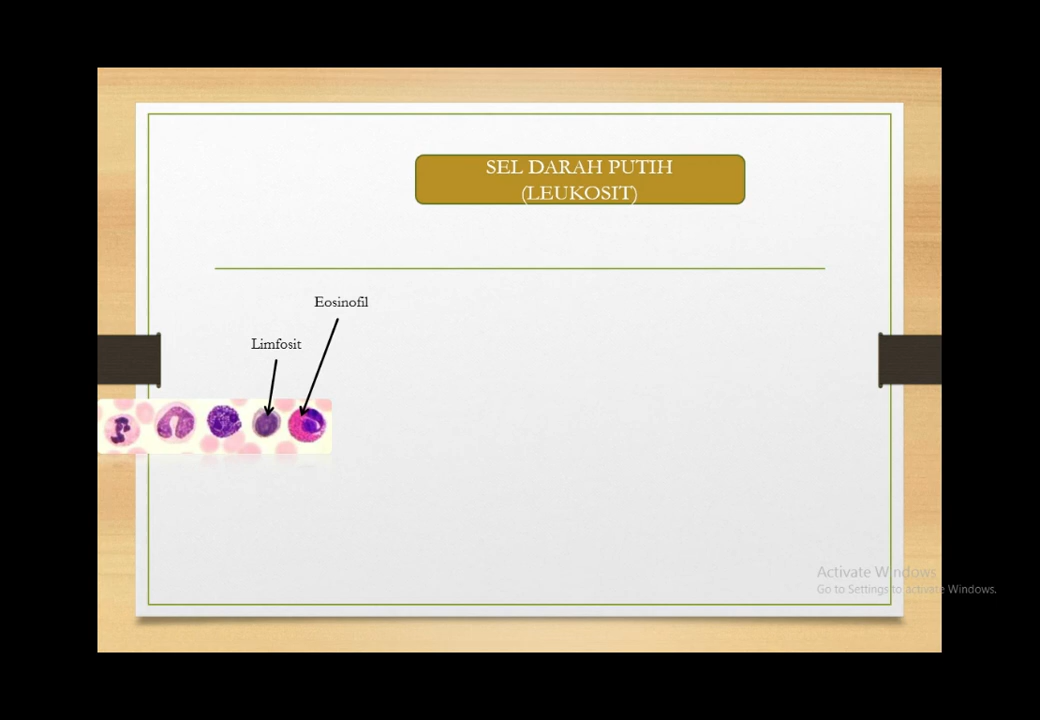 SEL DARAH PUTIH
(LEUKOSIT)
Eosinofil
Limfosit
Activate Windows
Go to Settings to activate Windows.